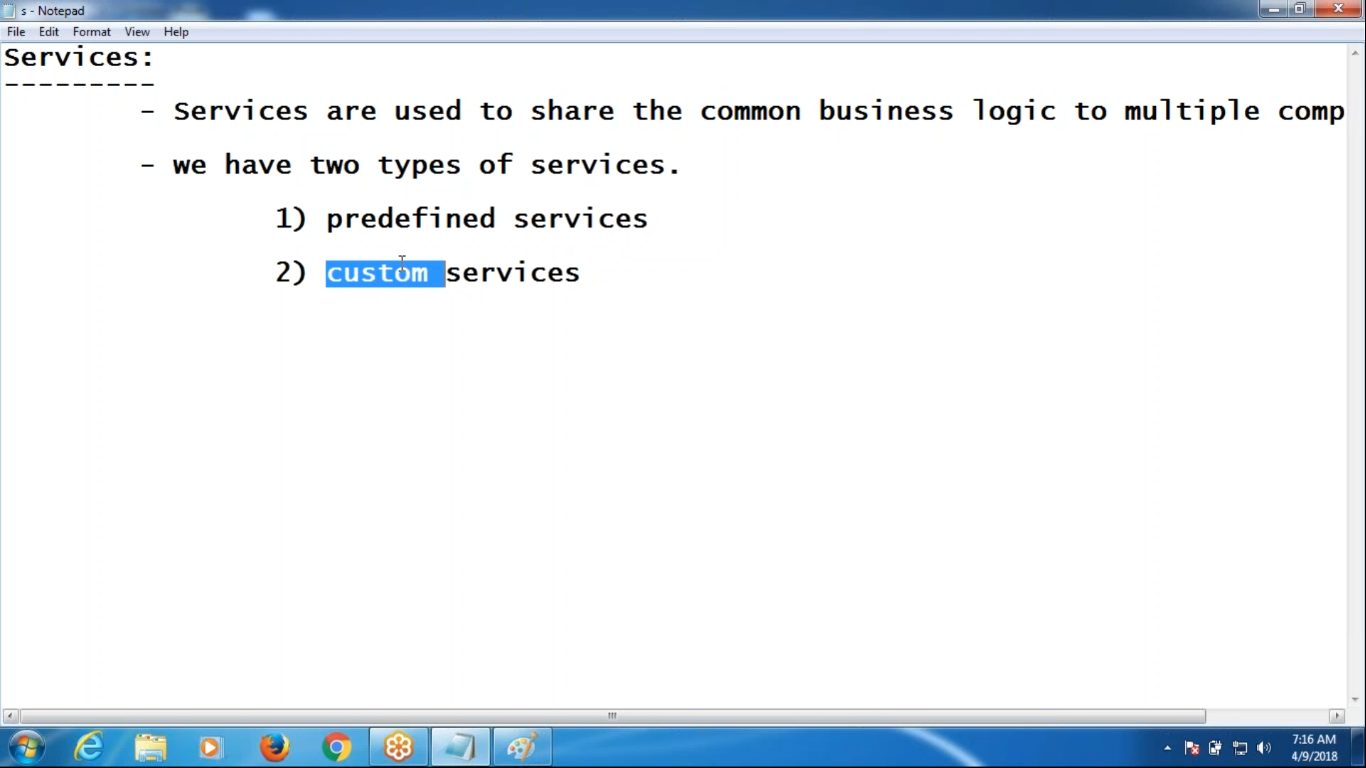 s - Notepad
File Edit Format View Help
Services:
---------
- Services are used to share the common business logic to multiple comp
- we have two types of services.
1) predefined services
2) custom services
7:16 AM
4/9/2018